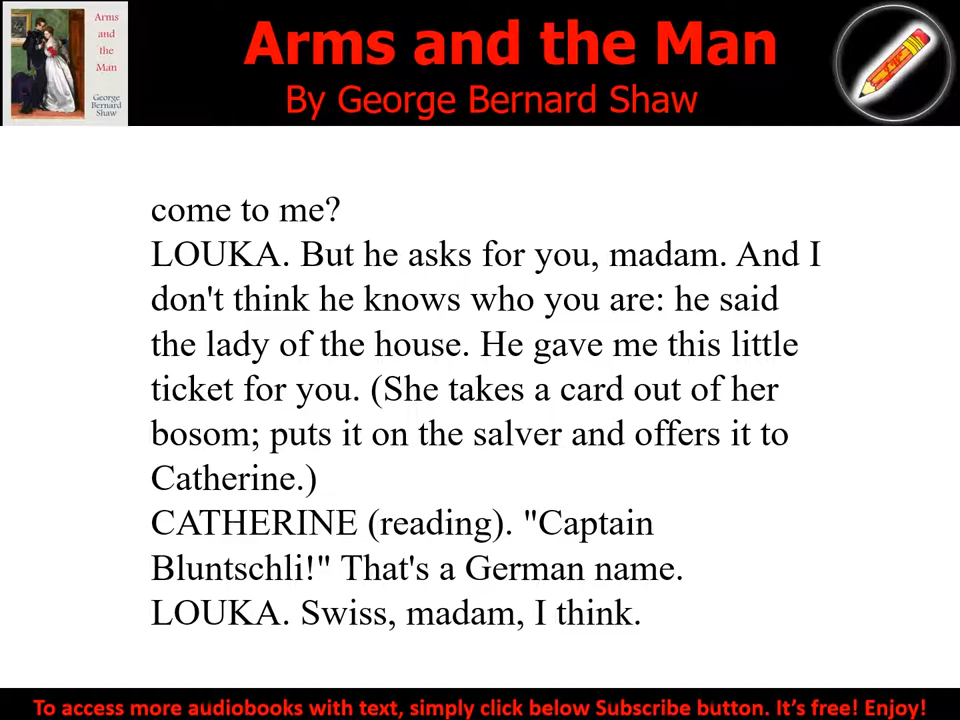 Arms
and
the
Man
George
Bernard
Shaw
Arms and the Man
By George Bernard Shaw
come to me?
LOUKA. But he asks for you, madam. And I
don't think he knows who you are: he said
the lady of the house. He gave me this little
ticket for you. (She takes a card out of her
bosom; puts it on the salver and offers it to
Catherine.)
CATHERINE (reading). "Captain
Bluntschli!" That's a German name.
LOUKA. Swiss, madam, I think.
To access more audiobooks with text, simply click below Subscribe button. It's free! Enjoy!